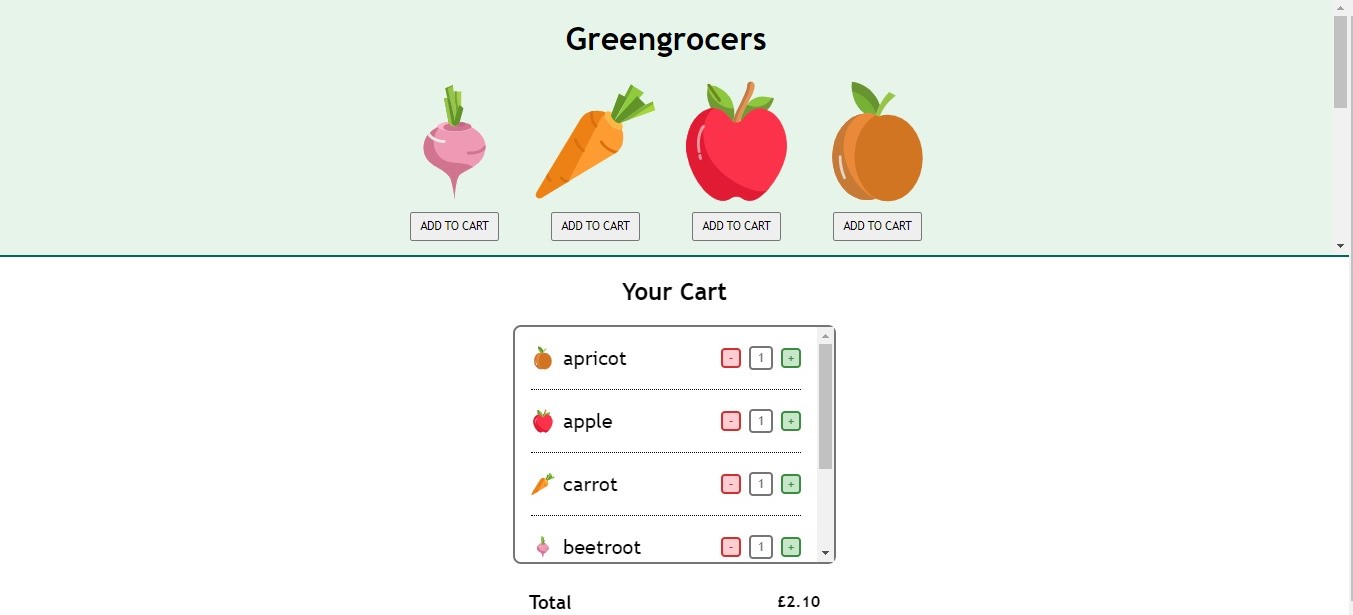 Greengrocers
ADD TO CART ADD TO CART ADD TO CART ADD TO CART
Your Cart
apricot - 1 +
apple - 1 +
carrot - 1 +
beetroot - 1 +
Total £2.10